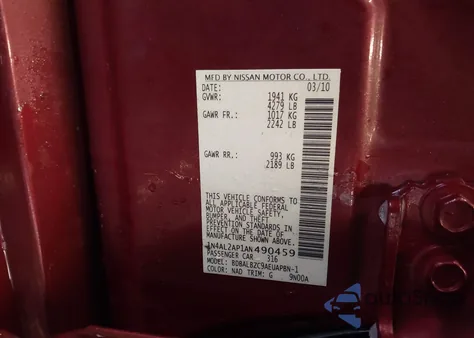 MFD BY NISSAN MOTOR CO., LTD.
DATE: 03/10
GVWR: 1941 KG
4279 LB
GAWR FR.: 1017 KG
2242 LB
GAWR RR.: 993 KG
2189 LB
THIS VEHICLE CONFORMS TO
ALL APPLICABLE FEDERAL
MOTOR VEHICLE SAFETY,
BUMPER, AND THEFT
PREVENTION STANDARDS IN
EFFECT ON THE DATE OF
MANUFACTURE SHOWN ABOVE.
1N4AL2AP1AN490459
PASSENGER CAR 316
MODEL: BDBALBZC9AEUAPBN-1
COLOR: NAD TRIM: G 9N00A